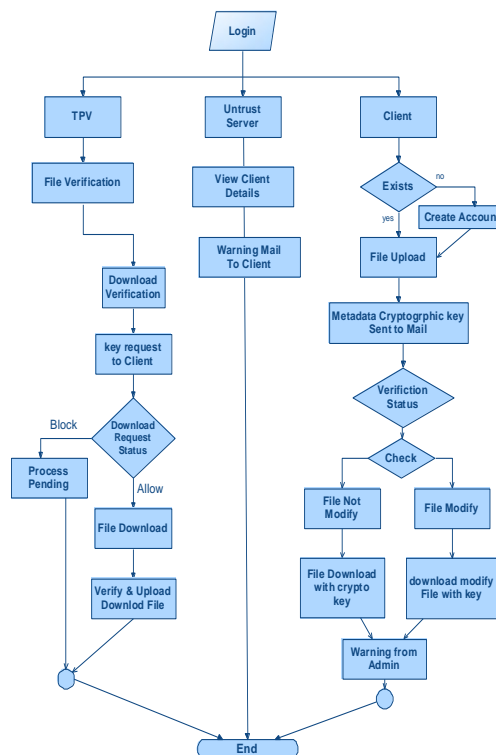 Login
TPV
Untrust
Server
Client
File Verification
View Client
Details
Exists
no
Create Account
yes
Warning Mail
To Client
File Upload
Download
Verification
Metadata Cryptogrphic key
Sent to Mail
key request
to Client
Verifiction
Status
Download
Request
Status
Block
Allow
Check
Process
Pending
File Not
Modify
File Modify
File Download
File Download
with crypto
key
download modify
File with key
Verify & Upload
Downlod File
Warning from
Admin
End